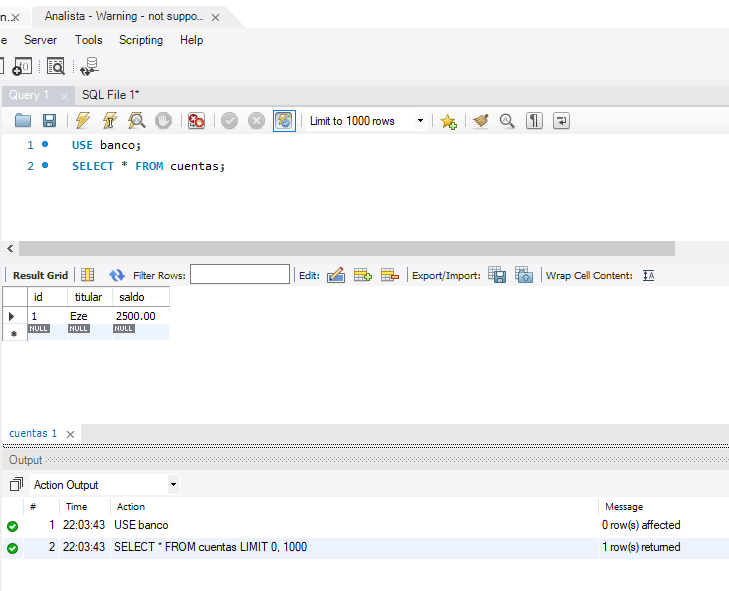 n... Analista - Warning - not suppo...
e Server Tools Scripting Help
Query 1 SQL File 1*
Limit to 1000 rows
1 USE banco;
2 SELECT * FROM cuentas;
Result Grid Filter Rows: Edit: Export/Import: Wrap Cell Content:
id titular saldo
1 Eze 2500.00
NULL NULL NULL
cuentas 1
Output
Action Output
# Time Action Message
1 22:03:43 USE banco 0 row(s) affected
2 22:03:43 SELECT * FROM cuentas LIMIT 0, 1000 1 row(s) returned